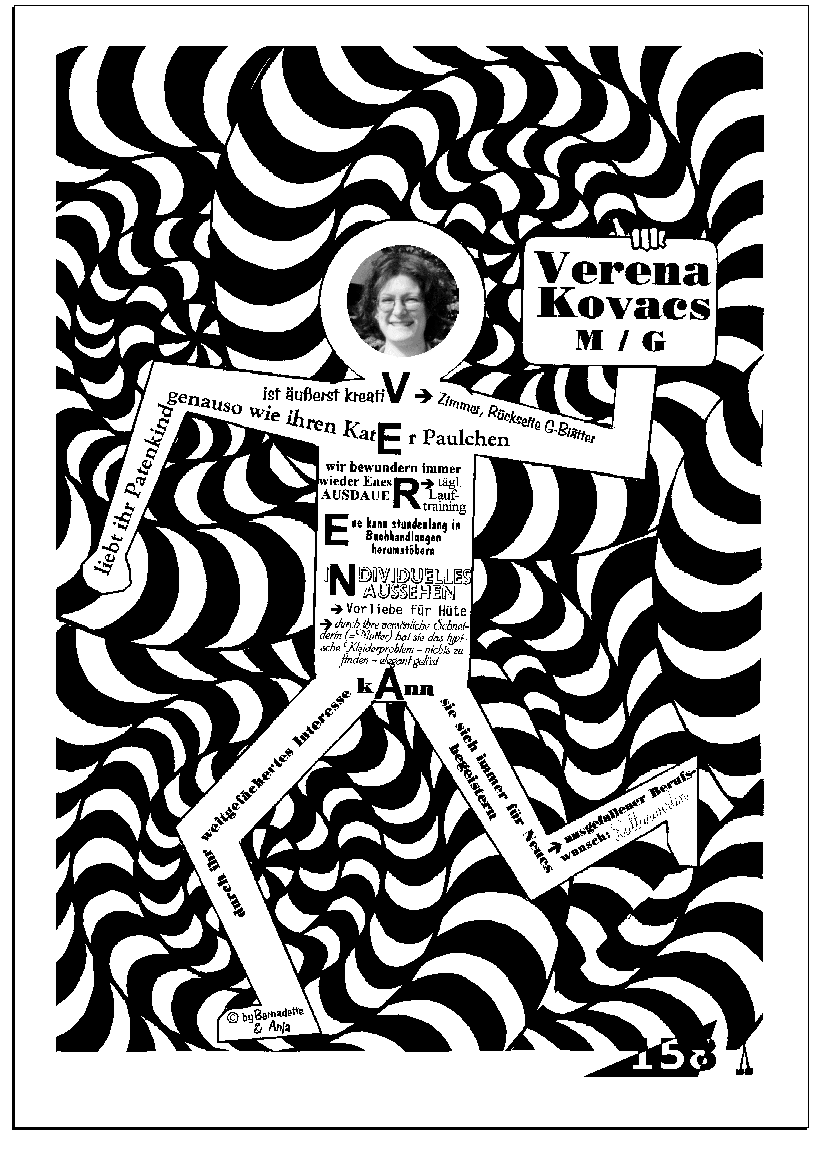 Verena
Kovacs
M / G
ist äußerst kreatiV → Zimmer, Rückseite G-Blätter
liebt ihr Patenkind
genauso wie ihren KatEr Paulchen
wir bewundern immer
wieder Enes → tägl.
AUSDAUER Lauf-
training
Ene kann stundenlang in
Buchhandlungen
herumstöbern
INDIVIDUELLES
AUSSEHEN
→ Vorliebe für Hüte
→ durch ihre persönliche Schnei-
derin (=Mutter) hat sie das typi-
sche Kleiderproblem – nichts zu
finden – elegant gelöst
kAnn
sie sich immer für Neues
begeistern
durch ihr weitgefächertes Interesse
→ ausgefallener Berufs-
wunsch:
© by Bernadette
& Anja
158